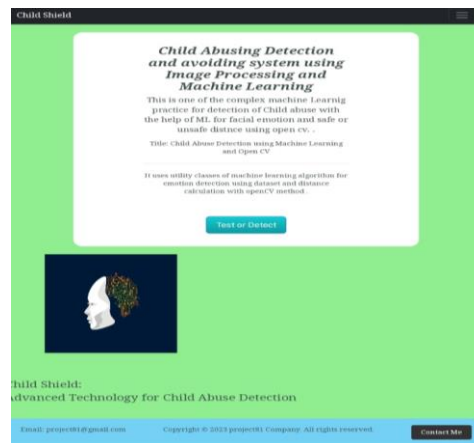 Child Shield
Child Abusing Detection
and avoiding system using
Image Processing and
Machine Learning
This is one of the complex machine Learnig
practice for detection of Child abuse with
the help of ML for facial emotion and safe or
unsafe distnce using open cv. .
Title: Child Abuse Detection using Machine Learning
and Open CV
It uses utility classes of machine learning algorithm for
emotion detection using dataset and distance
calculation with openCV method.
Test or Detect
hild Shield:
dvanced Technology for Child Abuse Detection
Email: project81@gmail.com Copyright © 2023 project81 Company. All rights reserved. Contact Me